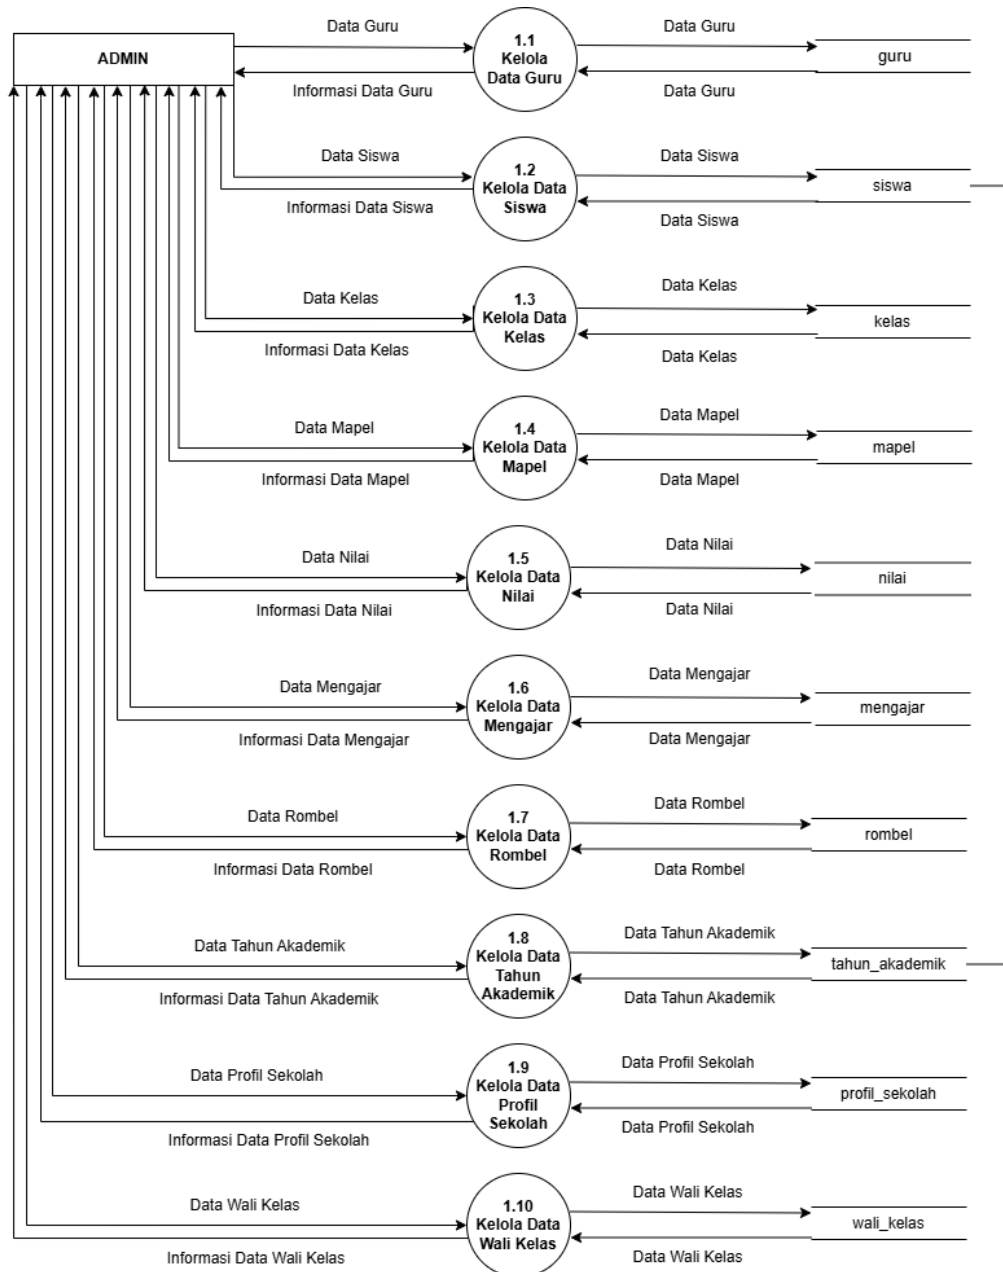 Data Guru
Data Guru
ADMIN
1.1
Kelola
Data Guru
guru
Informasi Data Guru
Data Guru
Data Siswa
Data Siswa
1.2
Kelola Data
Siswa
siswa
Informasi Data Siswa
Data Siswa
Data Kelas
Data Kelas
1.3
Kelola Data
Kelas
kelas
Informasi Data Kelas
Data Kelas
Data Mapel
Data Mapel
1.4
Kelola Data
Mapel
mapel
Informasi Data Mapel
Data Mapel
Data Nilai
Data Nilai
1.5
Kelola Data
Nilai
nilai
Informasi Data Nilai
Data Nilai
Data Mengajar
Data Mengajar
1.6
Kelola Data
Mengajar
mengajar
Informasi Data Mengajar
Data Mengajar
Data Rombel
Data Rombel
1.7
Kelola Data
Rombel
rombel
Informasi Data Rombel
Data Rombel
Data Tahun Akademik
Data Tahun Akademik
1.8
Kelola Data
Tahun
Akademik
tahun_akademik
Informasi Data Tahun Akademik
Data Tahun Akademik
Data Profil Sekolah
Data Profil Sekolah
1.9
Kelola Data
Profil
Sekolah
profil_sekolah
Informasi Data Profil Sekolah
Data Profil Sekolah
Data Wali Kelas
Data Wali Kelas
1.10
Kelola Data
Wali Kelas
wali_kelas
Informasi Data Wali Kelas
Data Wali Kelas